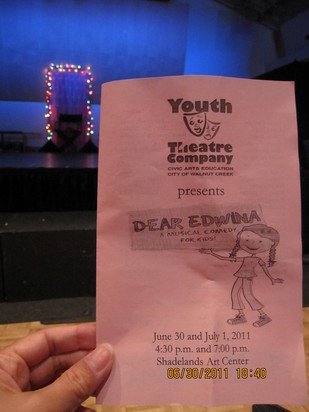 Youth
Theatre
Company
CIVIC ARTS EDUCATION
CITY OF WALNUT CREEK
presents
DEAR EDWINA
A MUSICAL COMEDY
FOR KIDS!
June 30 and July 1, 2011
4:30 p.m. and 7:00 p.m.
Shadelands Art Center
06/30/2011 18:40